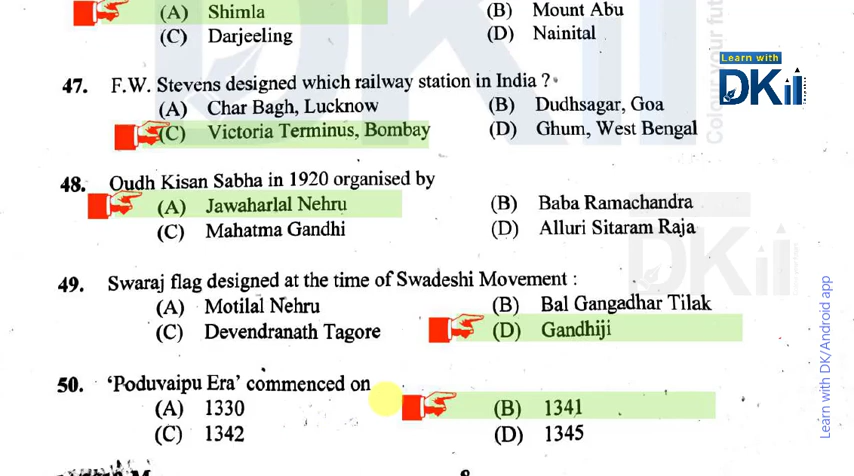 (A) Shimla (B) Mount Abu
(C) Darjeeling (D) Nainital
Learn with
DK
47. F.W. Stevens designed which railway station in India ?
(A) Char Bagh, Lucknow (B) Dudhsagar, Goa
(C) Victoria Terminus, Bombay (D) Ghum, West Bengal
48. Oudh Kisan Sabha in 1920 organised by
(A) Jawaharlal Nehru (B) Baba Ramachandra
(C) Mahatma Gandhi (D) Alluri Sitaram Raja
49. Swaraj flag designed at the time of Swadeshi Movement :
(A) Motilal Nehru (B) Bal Gangadhar Tilak
(C) Devendranath Tagore (D) Gandhiji
50. ‘Poduvaipu Era’ commenced on
(A) 1330 (B) 1341
(C) 1342 (D) 1345
Colour your fut
DK
Learn with DK/Android app